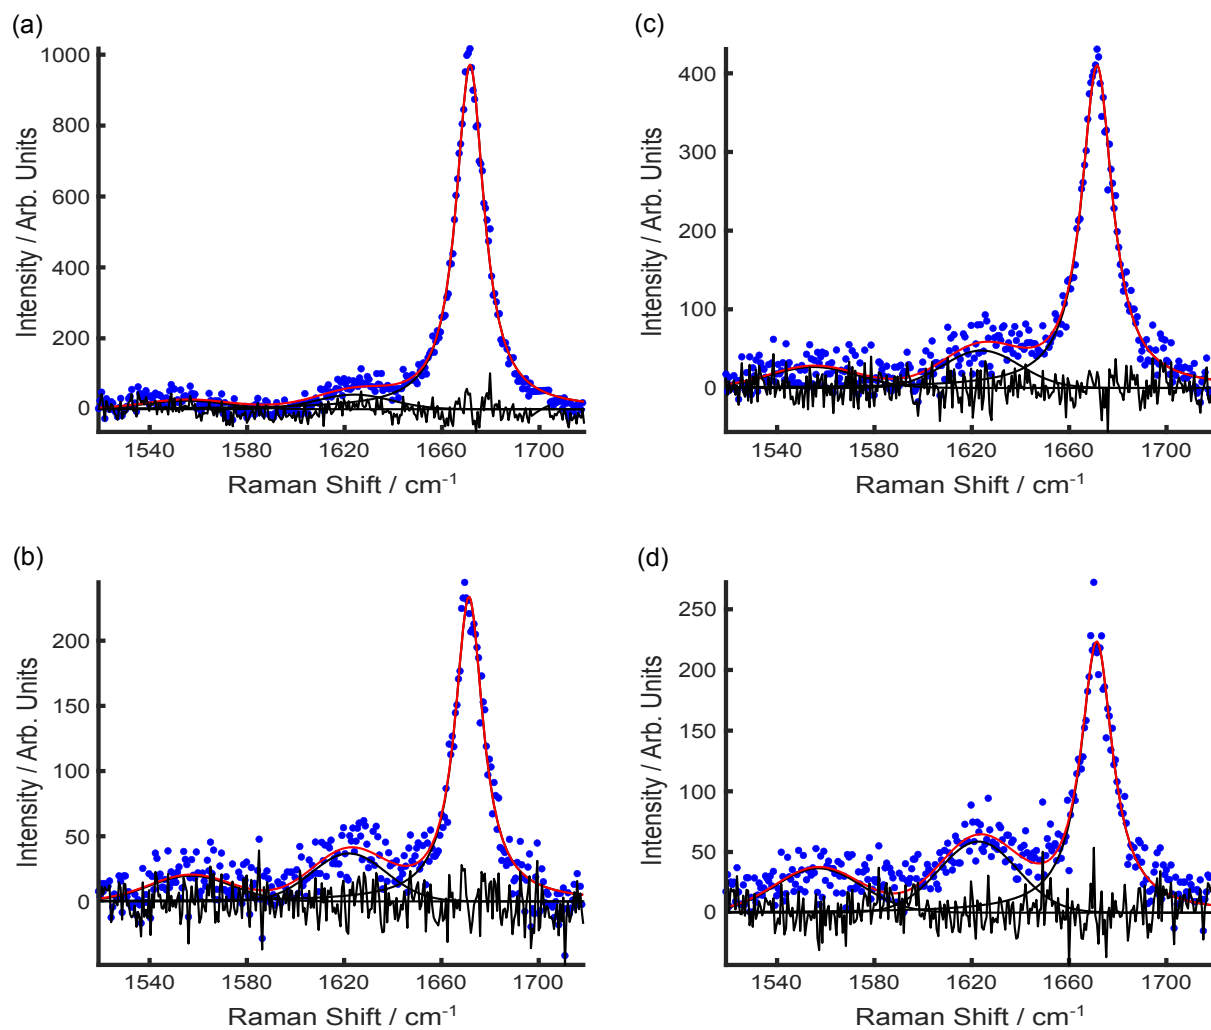 (a)
1000
800
600
400
200
0
1540 1580 1620 1660 1700
Intensity / Arb. Units
Raman Shift / cm-1
(c)
400
300
200
100
0
1540 1580 1620 1660 1700
Intensity / Arb. Units
Raman Shift / cm-1
(b)
200
150
100
50
0
1540 1580 1620 1660 1700
Intensity / Arb. Units
Raman Shift / cm-1
(d)
250
200
150
100
50
0
1540 1580 1620 1660 1700
Intensity / Arb. Units
Raman Shift / cm-1